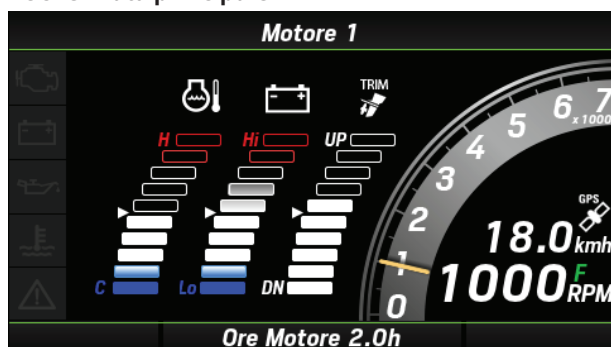 Motore 1
TRIM
H
Hi
UP
C
Lo
DN
0
1
2
3
4
5
6
7
x 1000
GPS
18.0 kmh
F
1000 RPM
Ore Motore 2.0h